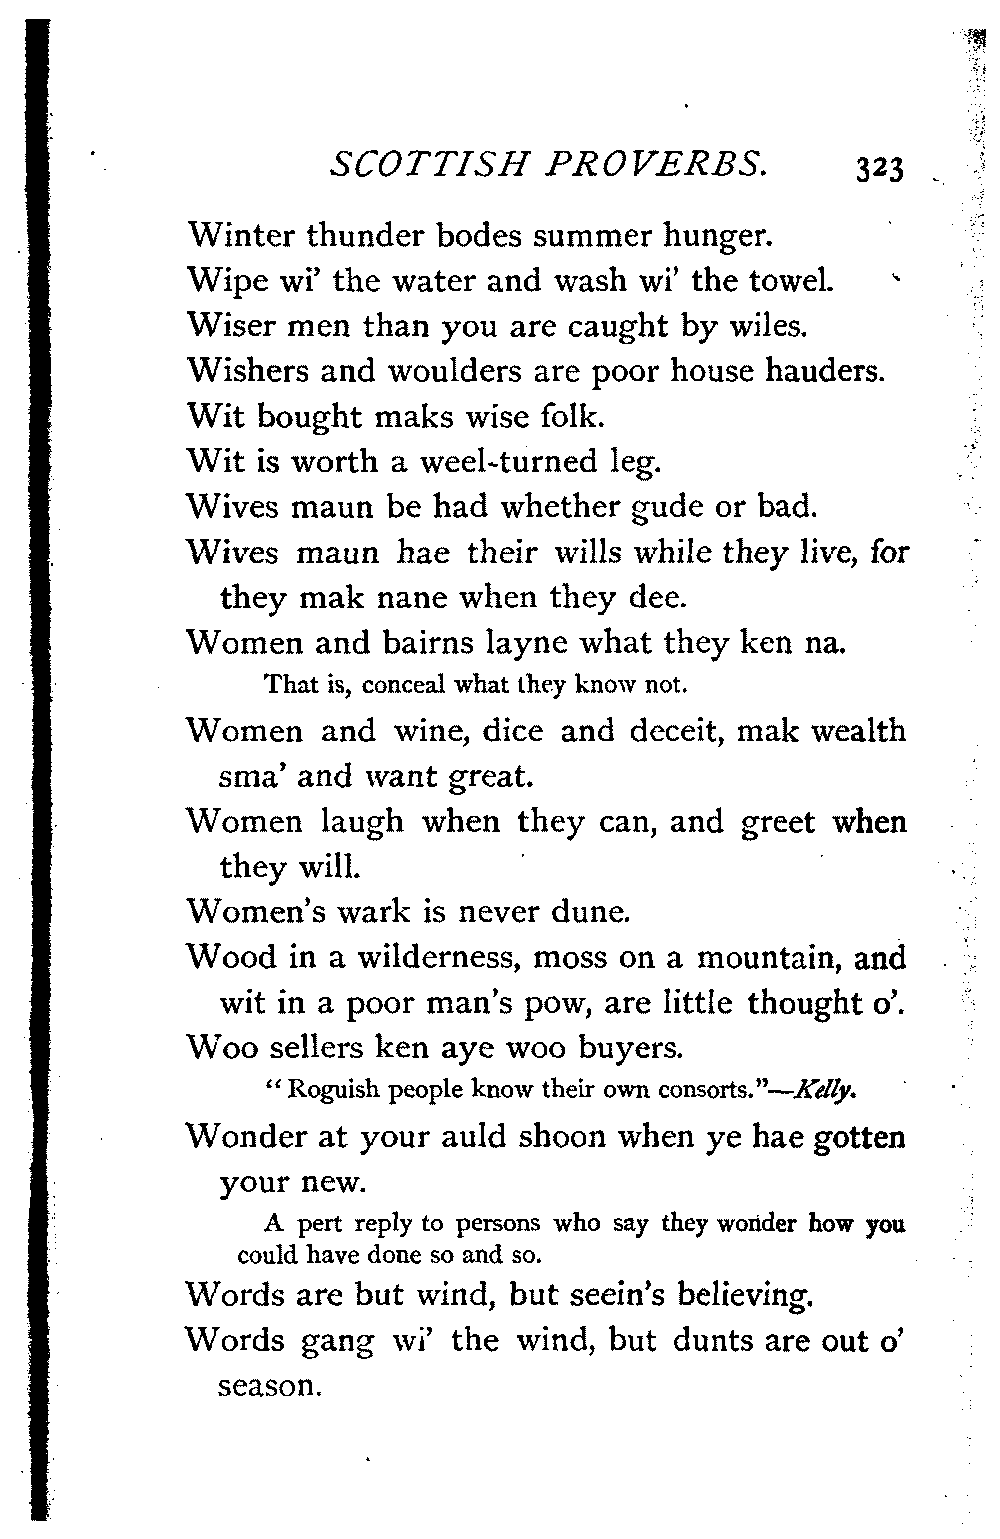 SCOTTISH PROVERBS. 323
Winter thunder bodes summer hunger.
Wipe wi' the water and wash wi' the towel.
Wiser men than you are caught by wiles.
Wishers and woulders are poor house hauders.
Wit bought maks wise folk.
Wit is worth a weel-turned leg.
Wives maun be had whether gude or bad.
Wives maun hae their wills while they live, for
they mak nane when they dee.
Women and bairns layne what they ken na.
That is, conceal what they know not.
Women and wine, dice and deceit, mak wealth
sma' and want great.
Women laugh when they can, and greet when
they will.
Women's wark is never dune.
Wood in a wilderness, moss on a mountain, and
wit in a poor man's pow, are little thought o'.
Woo sellers ken aye woo buyers.
"Roguish people know their own consorts."—Kelly.
Wonder at your auld shoon when ye hae gotten
your new.
A pert reply to persons who say they wonder how you
could have done so and so.
Words are but wind, but seein's believing.
Words gang wi' the wind, but dunts are out o'
season.